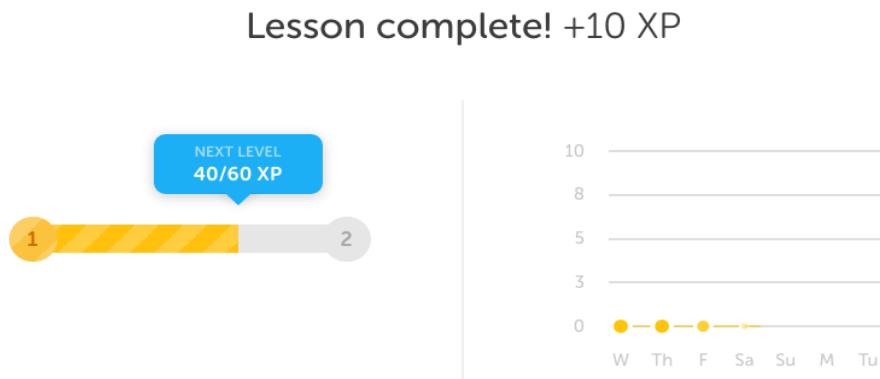 Lesson complete! +10 XP
NEXT LEVEL
40/60 XP
1
2
10
8
5
3
0
W Th F Sa Su M Tu